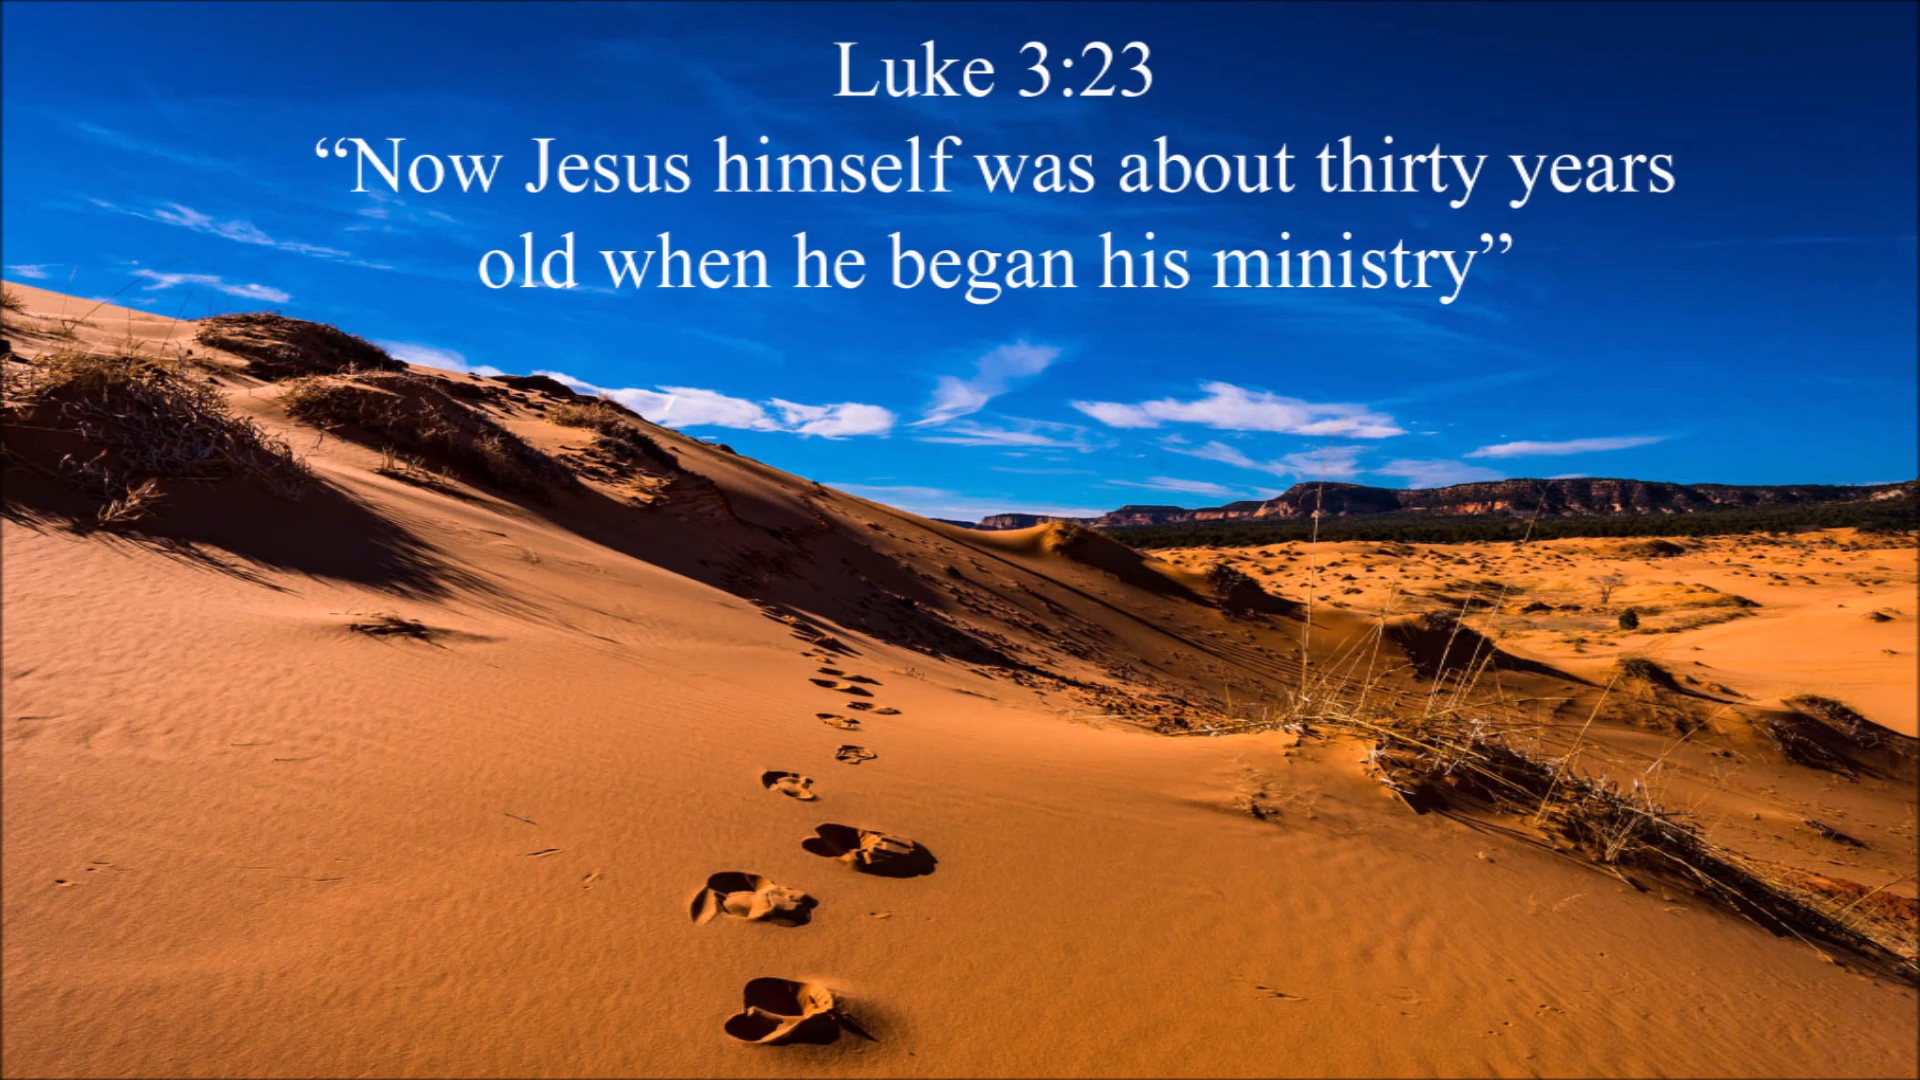 Luke 3:23
“Now Jesus himself was about thirty years
old when he began his ministry”